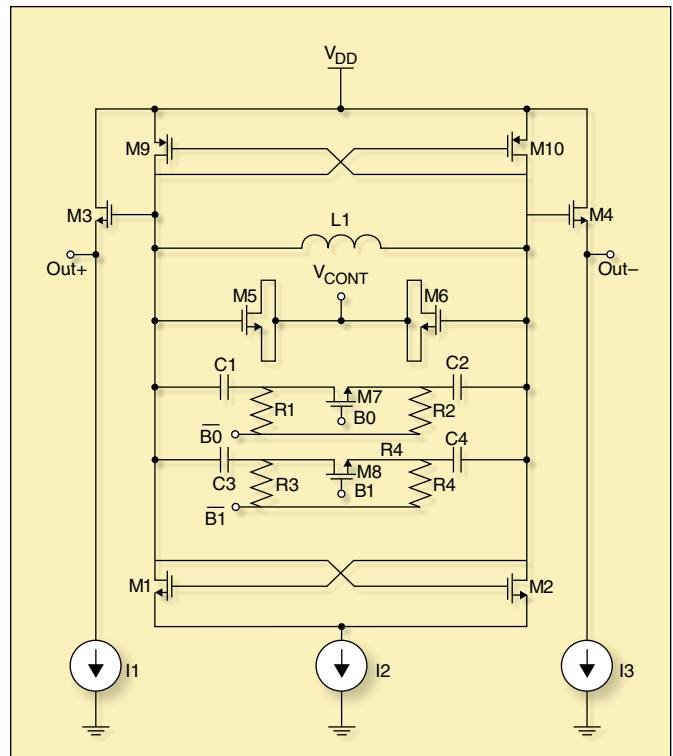 VDD
M9
M10
M3
M4
L1
Out+
Out–
VCONT
M5
M6
C1
C2
M7
R1
R2
B0
B0
R4
C4
C3
M8
R3
R4
B1
B1
M1
M2
I1
I2
I3